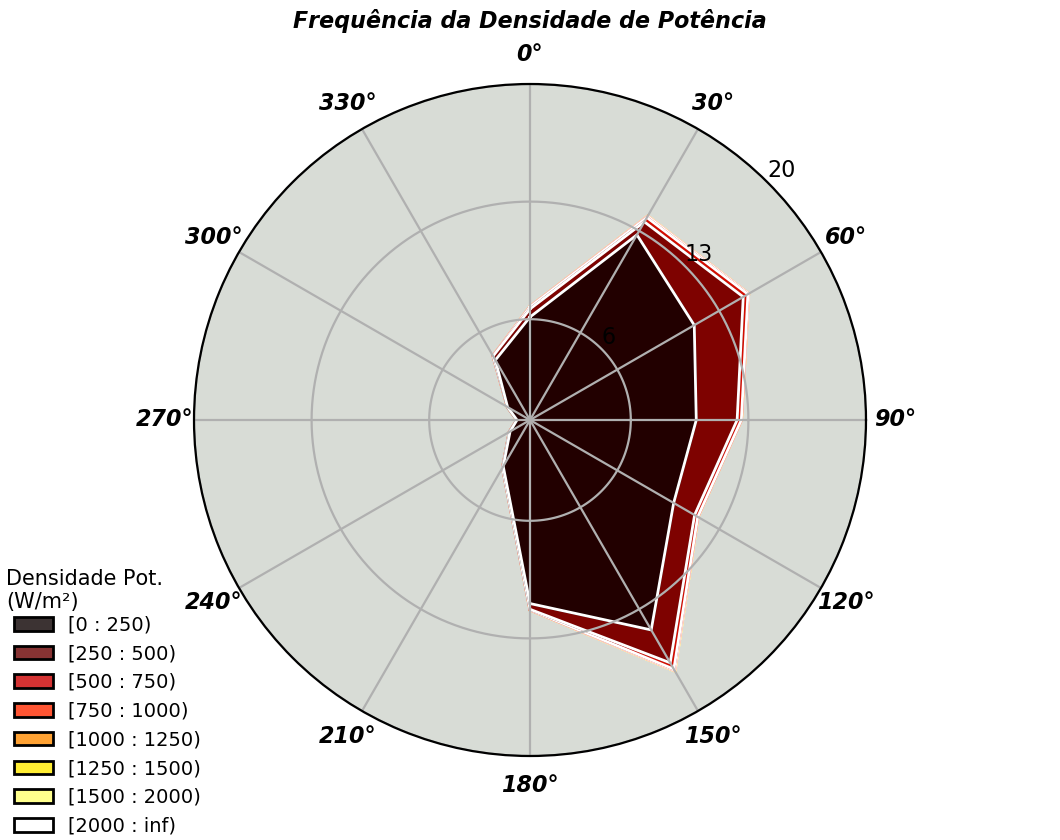 Frequência da Densidade de Potência
0°
330°
30°
20
300°
60°
13
6
270°
90°
240°
120°
210°
150°
180°
Densidade Pot.
(W/m²)
[0 : 250)
[250 : 500)
[500 : 750)
[750 : 1000)
[1000 : 1250)
[1250 : 1500)
[1500 : 2000)
[2000 : inf)